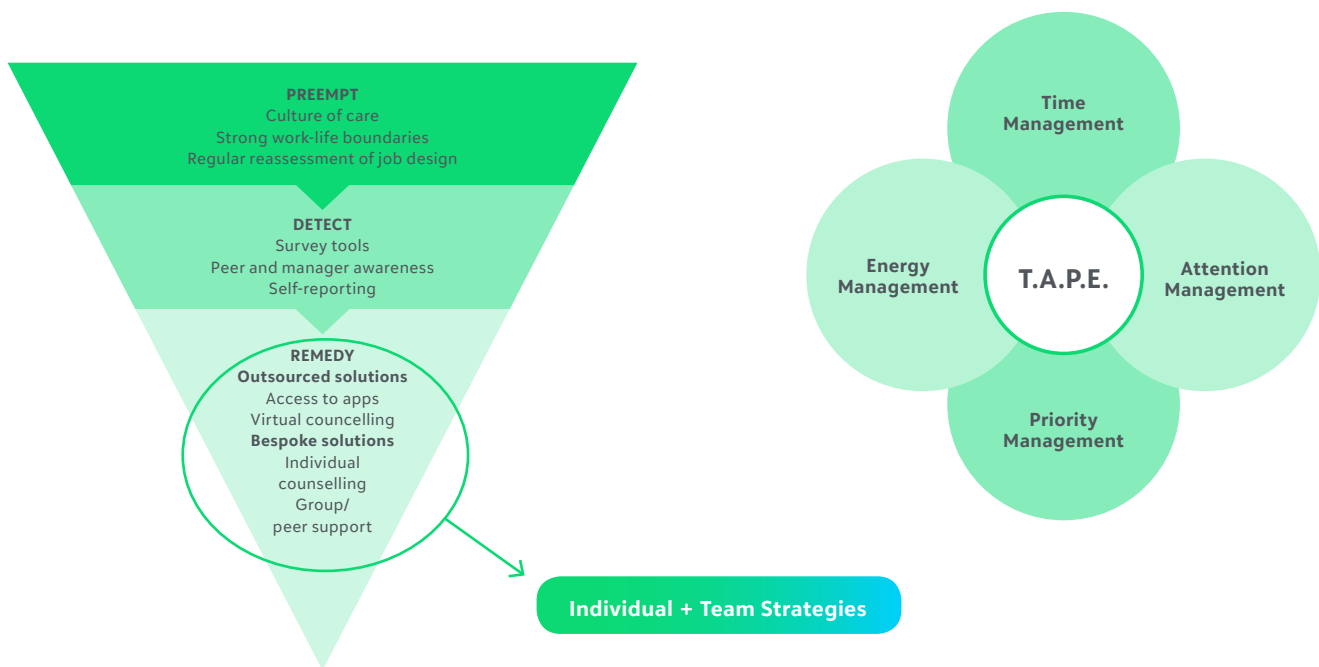 PREEMPT
Culture of care
Strong work-life boundaries
Regular reassessment of job design
DETECT
Survey tools
Peer and manager awareness
Self-reporting
REMEDY
Outsourced solutions
Access to apps
Virtual councelling
Bespoke solutions
Individual
counselling
Group/
peer support
Individual + Team Strategies
Time
Management
Energy
Management
T.A.P.E.
Attention
Management
Priority
Management